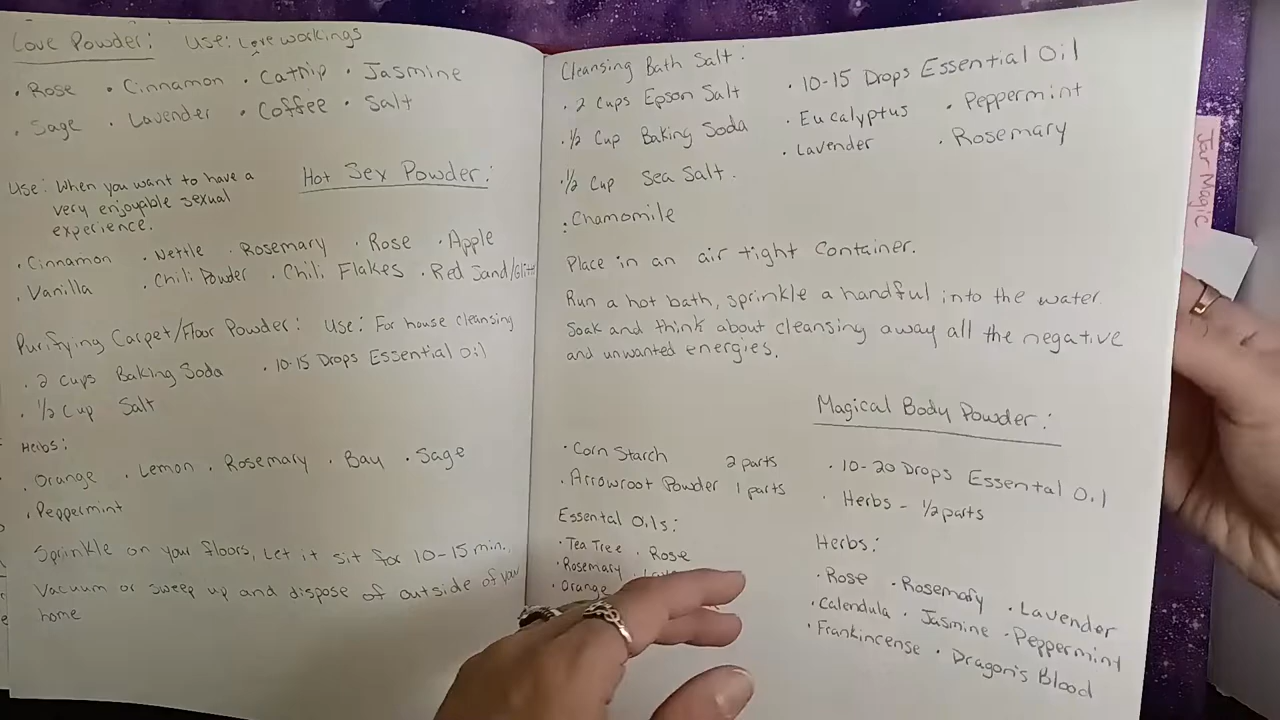 Love Powder: Use: Love workings
• Rose • Cinnamon • Catnip • Jasmine
• Sage • Lavender • Coffee • Salt
Hot Sex Powder:
Use: When you want to have a
very enjoyable sexual
experience.
• Cinnamon • Nettle • Rosemary • Rose • Apple
• Vanilla • Chili Powder • Chili Flakes • Red Sand/
Purifying Carpet/Floor Powder: Use: For house cleansing
• 2 Cups Baking Soda • 10-15 Drops Essential Oil
• 1/2 Cup Salt
Herbs:
• Orange • Lemon • Rosemary • Bay • Sage
• Peppermint
Sprinkle on your floors, Let it sit for 10-15 min.
Vacuum or sweep up and dispose of outside of your
home
Cleansing Bath Salt:
• 2 Cups Epson Salt • 10-15 Drops Essential Oil
• 1/2 Cup Baking Soda • Eucalyptus • Peppermint
• 1/2 Cup Sea Salt. • Lavender • Rosemary
• Chamomile
Place in an air tight container.
Run a hot bath, sprinkle a handful into the water.
Soak and think about cleansing away all the negative
and unwanted energies.
Magical Body Powder:
• Corn Starch 2 parts • 10-20 Drops Essental Oil
• Arrowroot Powder 1 parts • Herbs - 1/2 parts
Essental Oils: Herbs:
• Tea Tree • Rose • Rose • Rosemary • Lavender
• Rosemary • Calendula • Jasmine • Peppermint
• Orange • Frankincense • Dragon's Blood
Jar Magic